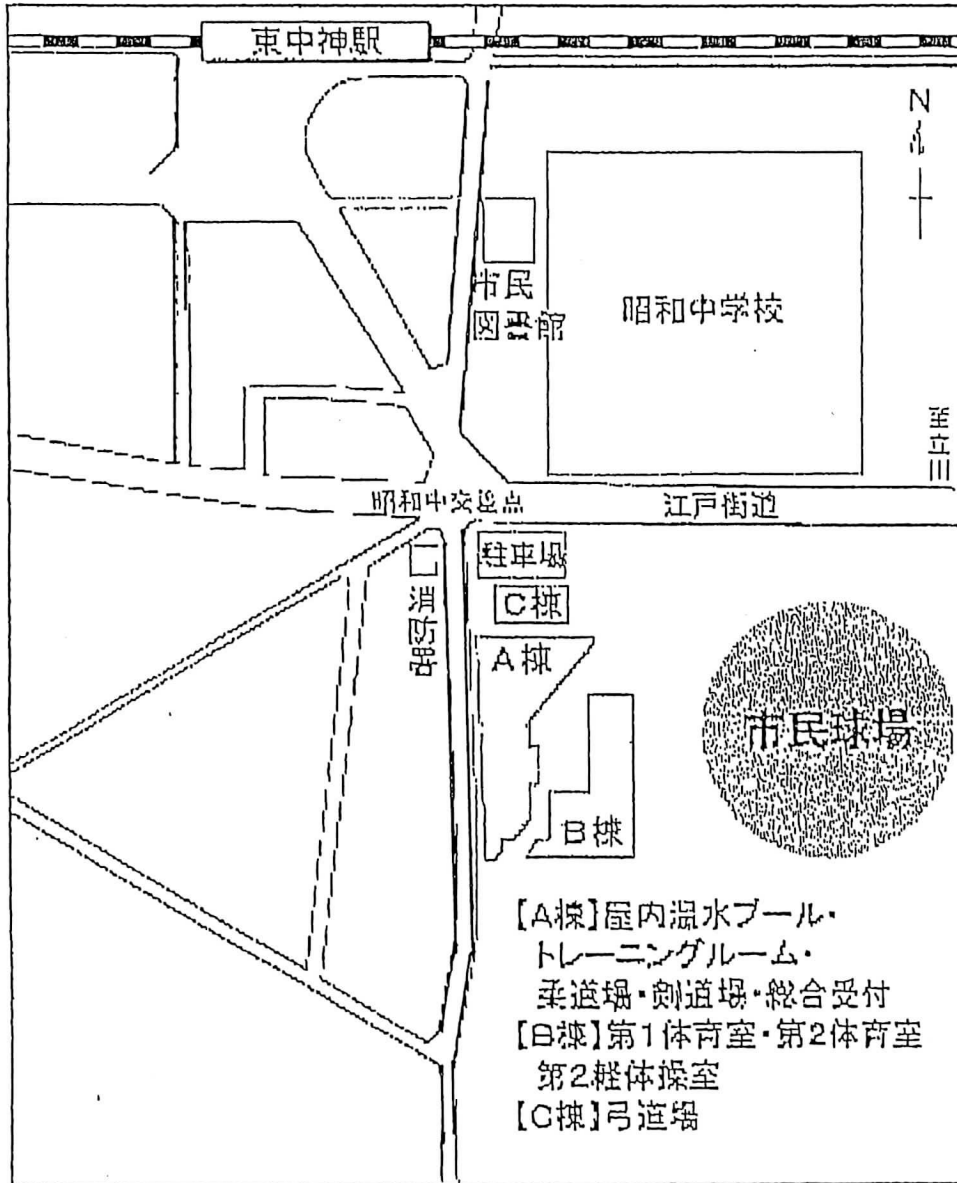 東中神駅
N
市民
図書館
昭和中学校
至立川
昭和中交差点
江戸街道
駐車場
C棟
消防署
A棟
市民球場
B棟
【A棟】屋内温水プール・
トレーニングルーム・
柔道場・剣道場・総合受付
【B棟】第1体育室・第2体育室
第2軽体操室
【C棟】弓道場